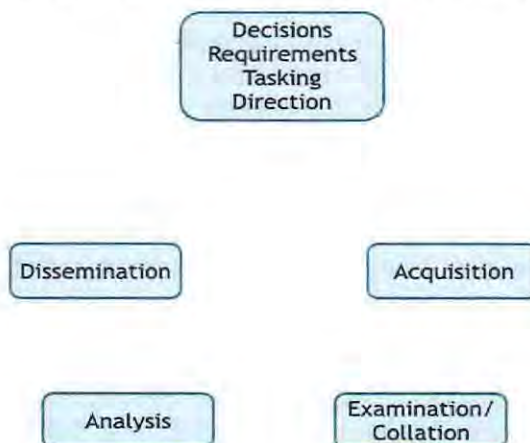 Decisions
Requirements
Tasking
Direction
Dissemination
Acquisition
Analysis
Examination/
Collation